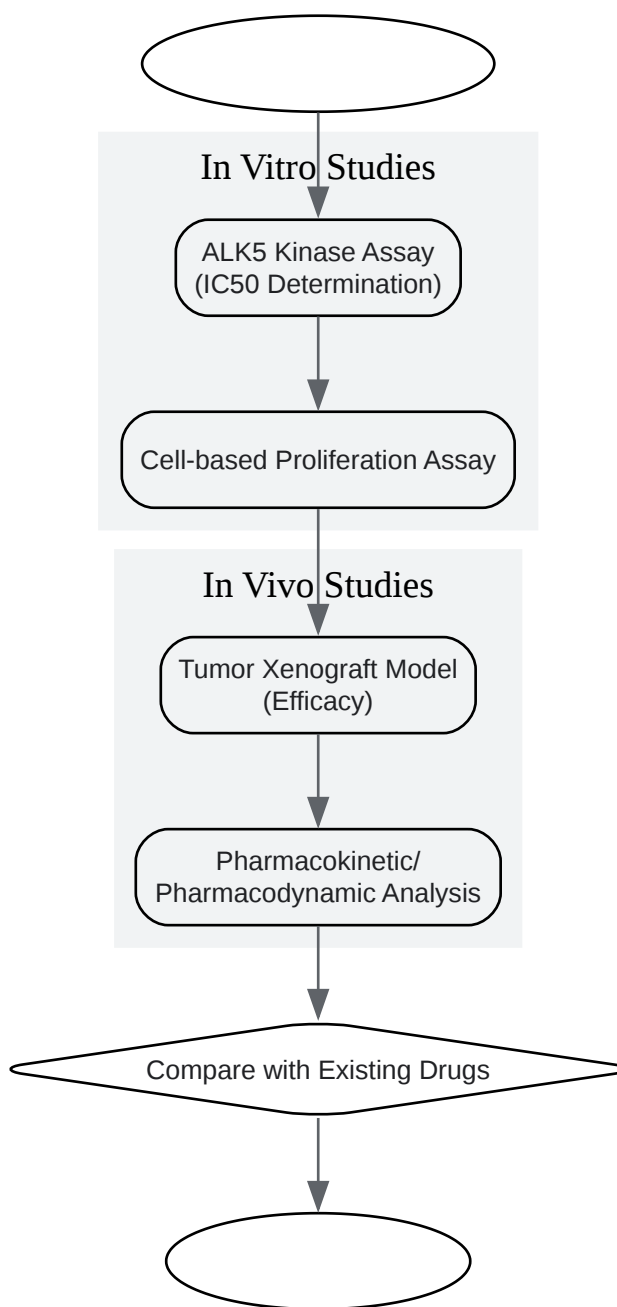 In Vitro Studies
ALK5 Kinase Assay
(IC50 Determination)
Cell-based Proliferation Assay
In Vivo Studies
Tumor Xenograft Model
(Efficacy)
Pharmacokinetic/
Pharmacodynamic Analysis
Compare with Existing Drugs